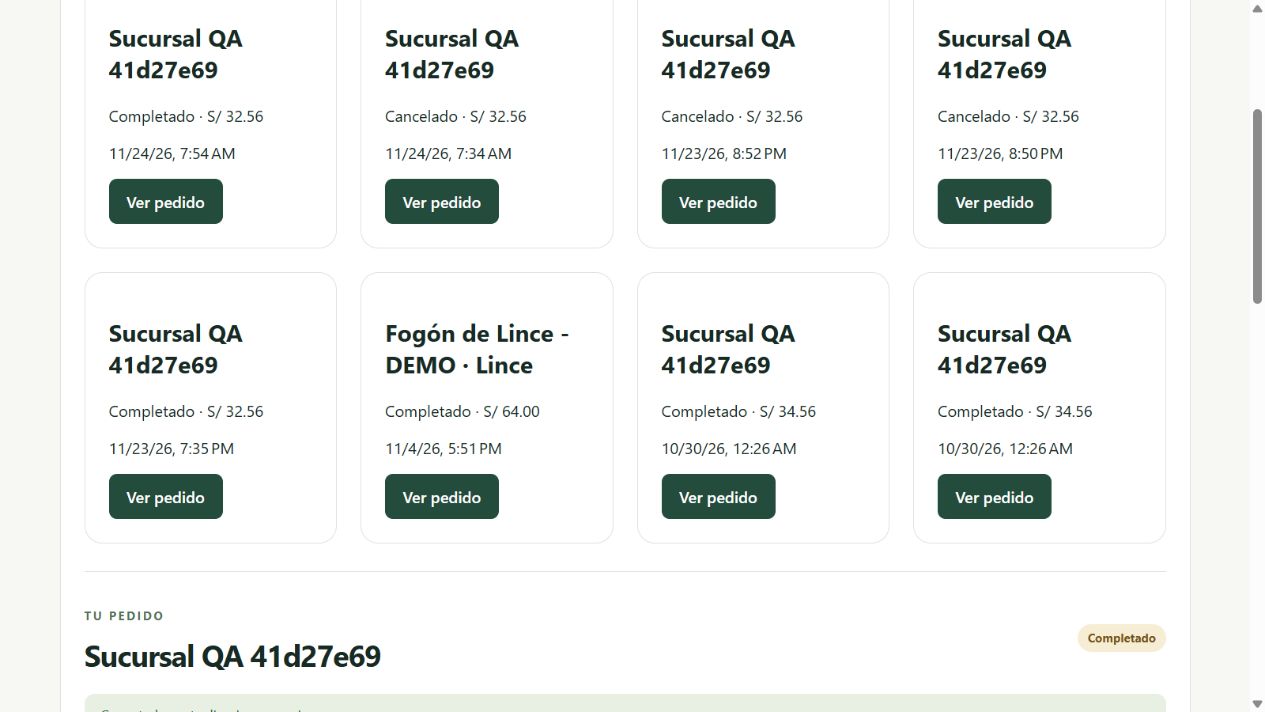 Sucursal QA
41d27e69
Completado · S/ 32.56
11/24/26, 7:54 AM
Ver pedido
Sucursal QA
41d27e69
Cancelado · S/ 32.56
11/24/26, 7:34 AM
Ver pedido
Sucursal QA
41d27e69
Cancelado · S/ 32.56
11/23/26, 8:52 PM
Ver pedido
Sucursal QA
41d27e69
Cancelado · S/ 32.56
11/23/26, 8:50 PM
Ver pedido
Sucursal QA
41d27e69
Completado · S/ 32.56
11/23/26, 7:35 PM
Ver pedido
Fogón de Lince -
DEMO · Lince
Completado · S/ 64.00
11/4/26, 5:51 PM
Ver pedido
Sucursal QA
41d27e69
Completado · S/ 34.56
10/30/26, 12:26 AM
Ver pedido
Sucursal QA
41d27e69
Completado · S/ 34.56
10/30/26, 12:26 AM
Ver pedido
TU PEDIDO
Sucursal QA 41d27e69
Completado